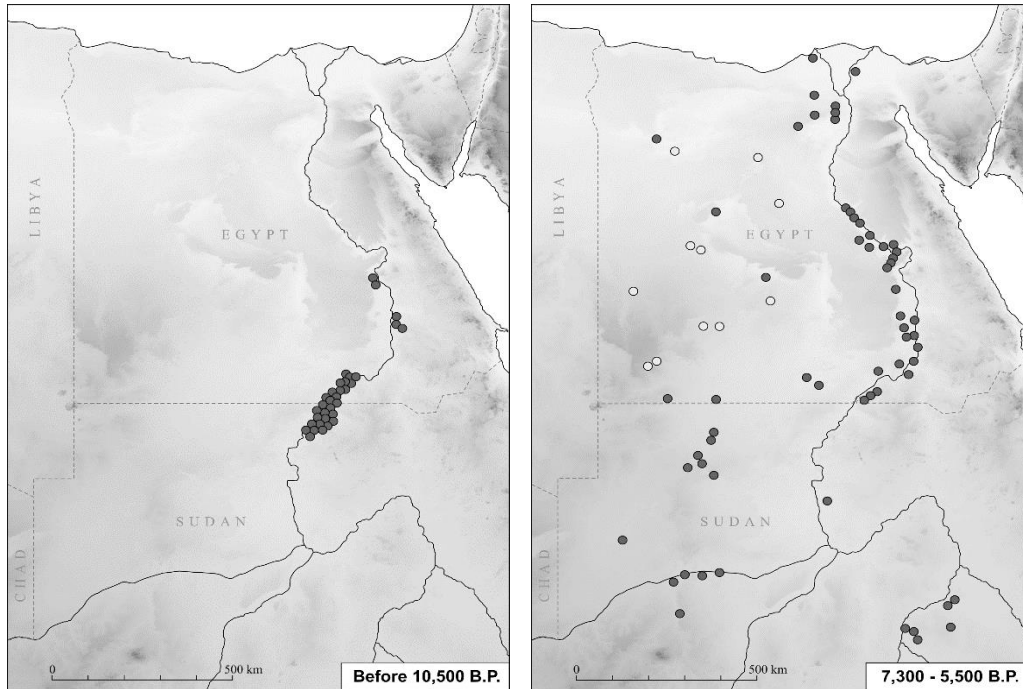 LIBYA
EGYPT
SUDAN
CHAD
0
500 km
Before 10,500 B.P.
LIBYA
EGYPT
SUDAN
CHAD
0
500 km
7,300 - 5,500 B.P.